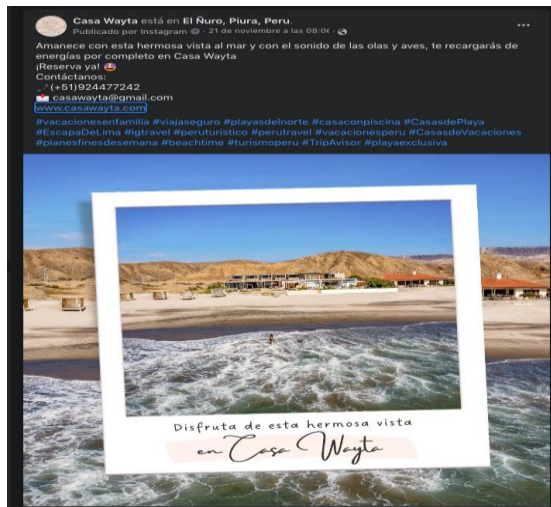 Casa Wayta está en El Ñuro, Piura, Peru.
Publicado por Instagram · 21 de noviembre a las 08:01 ·
Amanece con esta hermosa vista al mar y con el sonido de las olas y aves, te recargarás de
energías por completo en Casa Wayta
¡Reserva ya!
Contáctanos:
(+51)924477242
casawayta@gmail.com
www.casawayta.com
#vacacionesenfamilia #viajaseguro #playasdelnorte #casaconpiscina #CasasdePlaya
#EscapaDeLima #igtravel #peruturistico #perutravel #vacacionesperu #CasasdeVacaciones
#planesfinesdesemana #beachtime #turismoperu #TripAvisor #playaexclusiva
Disfruta de esta hermosa vista
en Casa Wayta